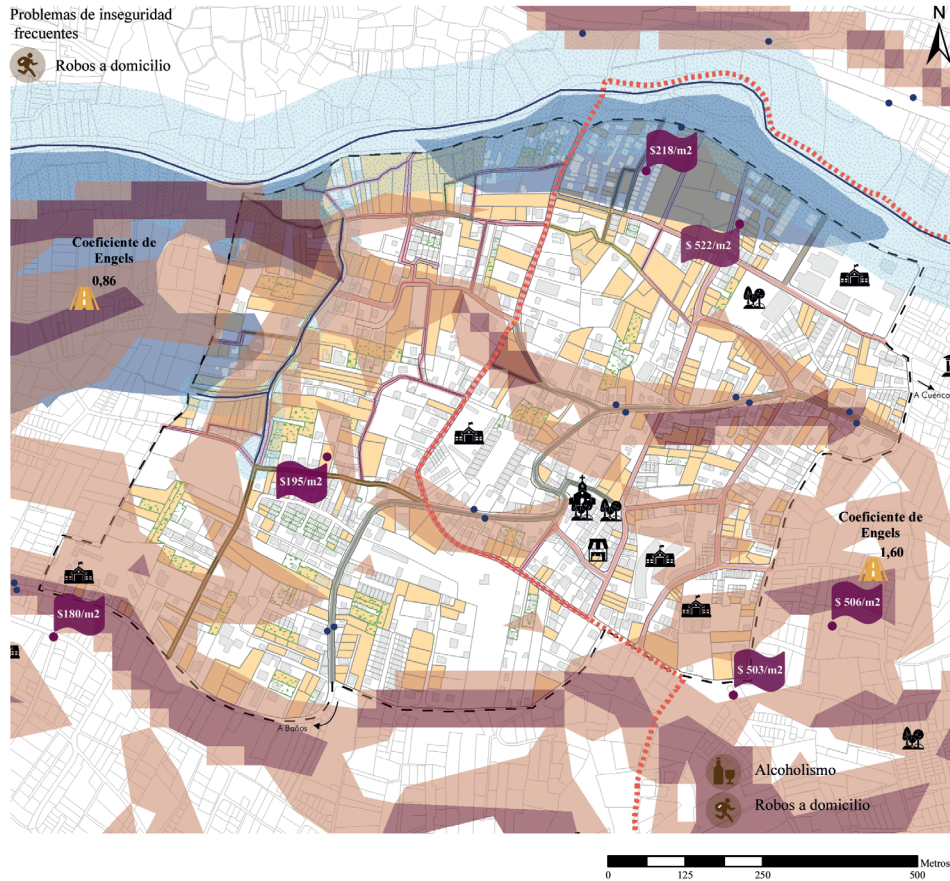 Problemas de inseguridad
frecuentes
Robos a domicilio
N
$218/m2
$ 522/m2
Coeficiente de
Engels
0,86
A Cuenca
$195/m2
Coeficiente de
Engels
1,60
$180/m2
$ 506/m2
$ 503/m2
A Baños
Alcoholismo
Robos a domicilio
Metros
0 125 250 500